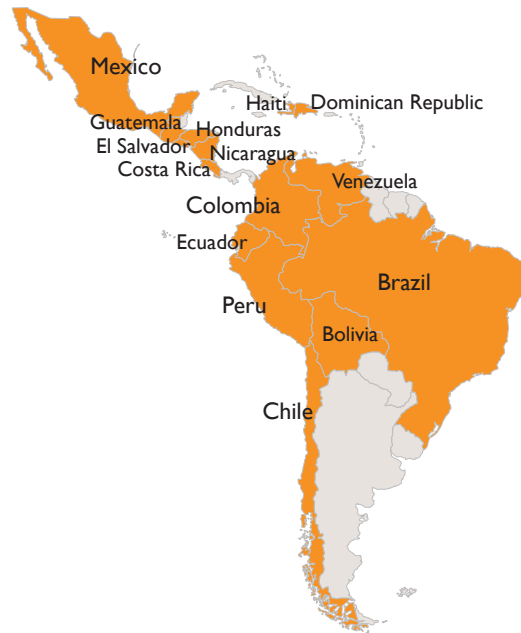 Mexico
Haiti
Dominican Republic
Guatemala
Honduras
El Salvador
Nicaragua
Costa Rica
Venezuela
Colombia
Ecuador
Brazil
Peru
Bolivia
Chile